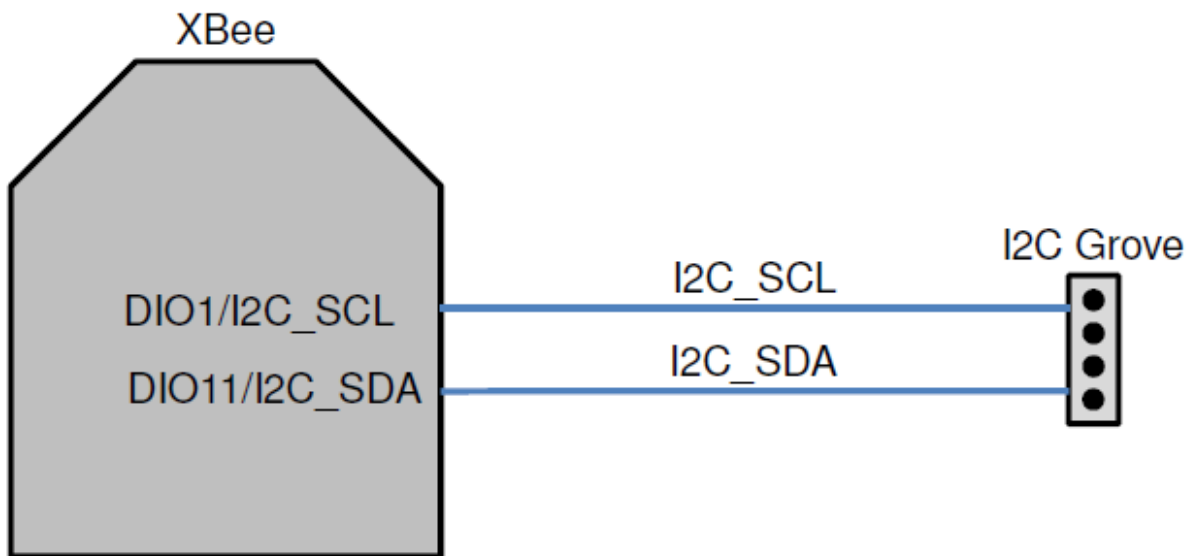 XBee
I2C Grove
I2C_SCL
DIO1/I2C_SCL
I2C_SDA
DIO11/I2C_SDA